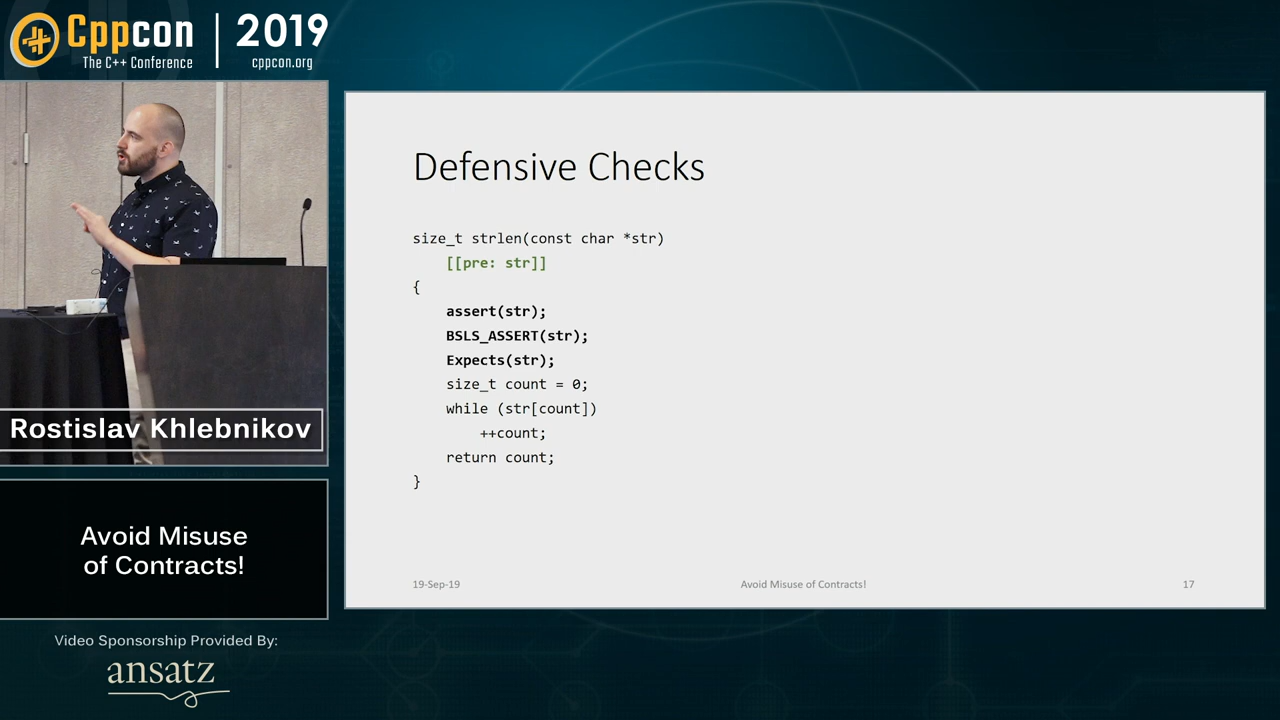 Cppcon | 2019
The C++ Conference
cppcon.org
Rostislav Khlebnikov
Avoid Misuse
of Contracts!
Video Sponsorship Provided By:
ansatz
Defensive Checks
size_t strlen(const char *str)
    [[pre: str]]
{
    assert(str);
    BSLS_ASSERT(str);
    Expects(str);
    size_t count = 0;
    while (str[count])
        ++count;
    return count;
}
19-Sep-19
Avoid Misuse of Contracts!
17